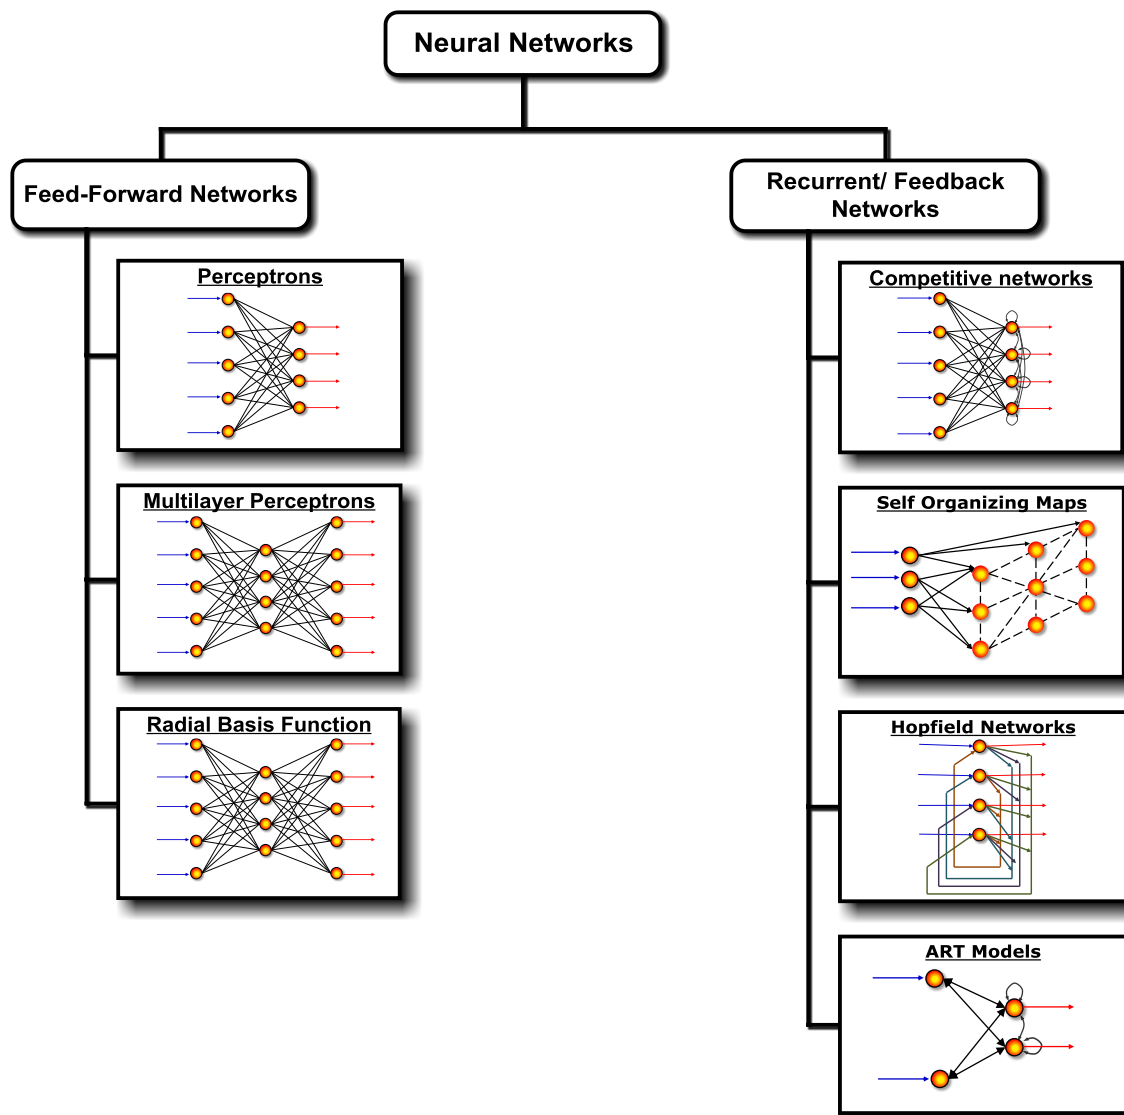 Neural Networks
Feed-Forward Networks
Recurrent/ Feedback
Networks
Perceptrons
Multilayer Perceptrons
Radial Basis Function
Competitive networks
Self Organizing Maps
Hopfield Networks
ART Models